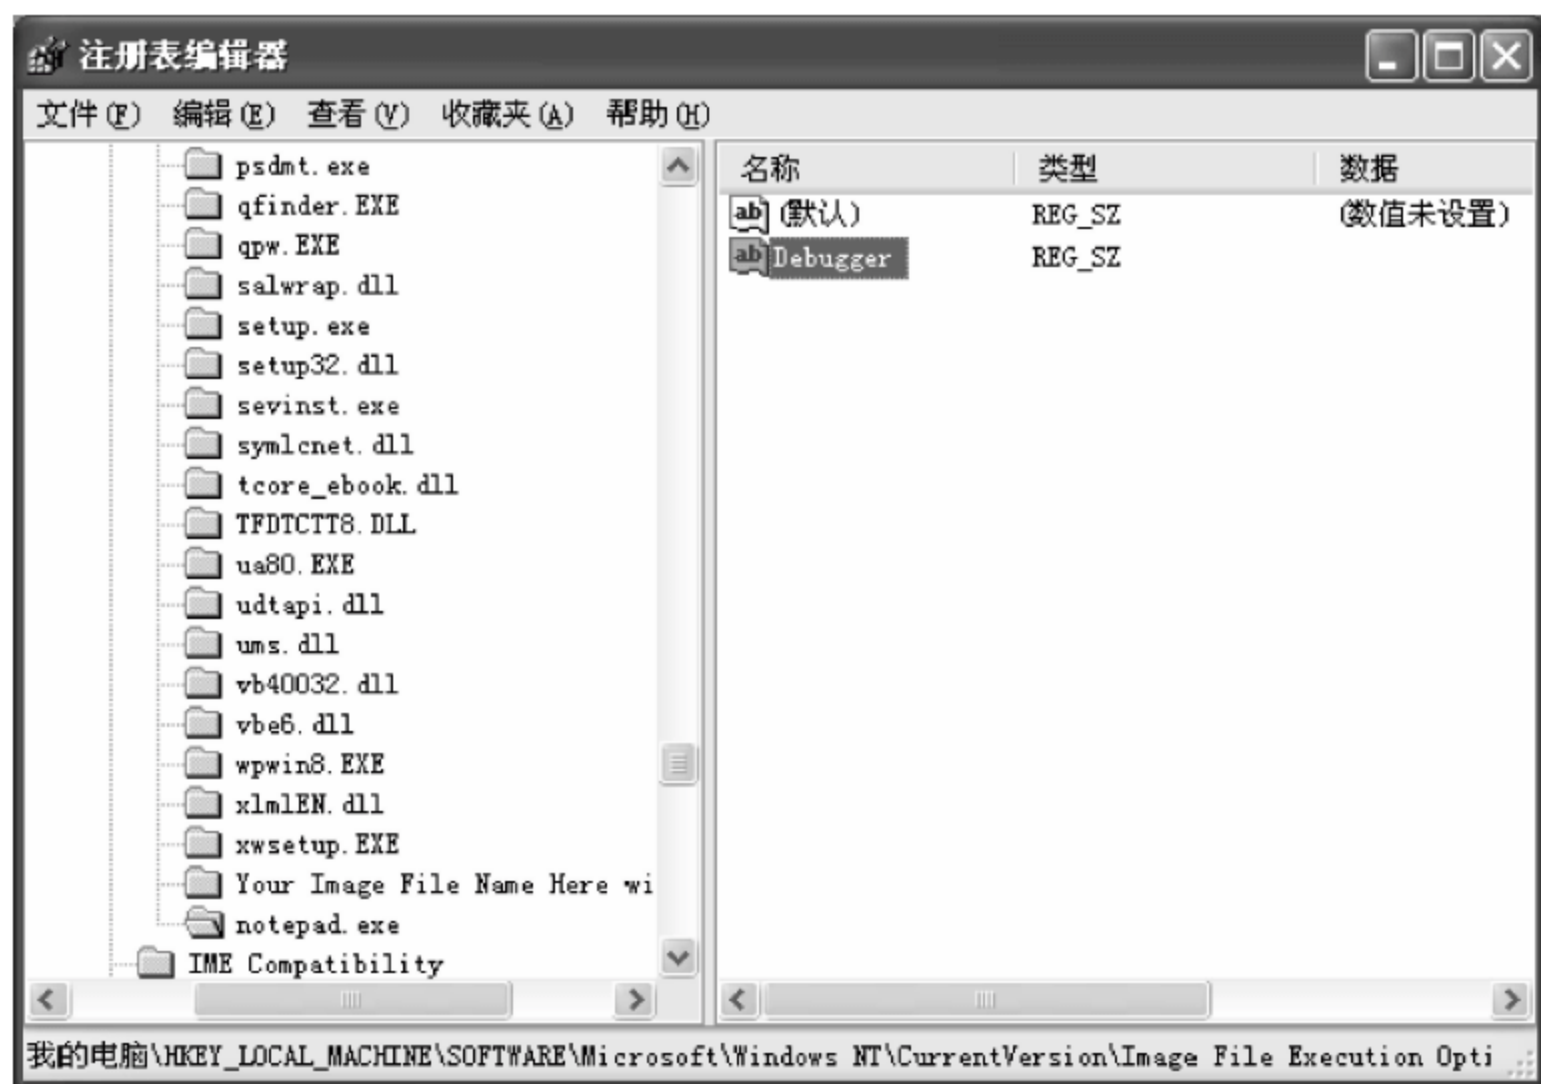 注册表编辑器
文件(F) 编辑(E) 查看(V) 收藏夹(A) 帮助(H)
psdmt.exe
qfinder.EXE
qpw.EXE
salwrap.dll
setup.exe
setup32.dll
sevinst.exe
symlcnet.dll
tcore_ebook.dll
TFDTCTT8.DLL
ua80.EXE
udtapi.dll
ums.dll
vb40032.dll
vbe6.dll
wpwin8.EXE
xlmlEN.dll
xwsetup.EXE
Your Image File Name Here wi
notepad.exe
IME Compatibility
名称 类型 数据
ab (默认) REG_SZ (数值未设置)
ab Debugger REG_SZ
我的电脑\HKEY_LOCAL_MACHINE\SOFTWARE\Microsoft\Windows NT\CurrentVersion\Image File Execution Opti